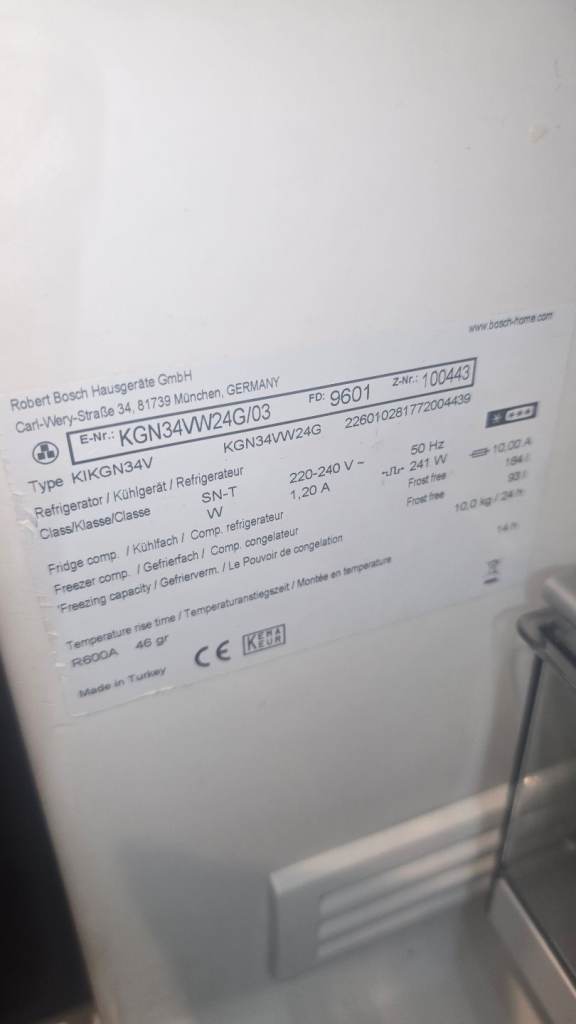 www.bosch-home.com
Robert Bosch Hausgeräte GmbH
Carl-Wery-Straße 34, 81739 München, GERMANY
E-Nr.: KGN34VW24G/03 FD: 9601 Z-Nr.: 100443
Type KIKGN34V KGN34VW24G 226010281772004439
Refrigerator / Kühlgerät / Refrigerateur
Class/Klasse/Classe SN-T 220-240 V ~ 50 Hz 10,00 A
W 1,20 A 241 W
Fridge comp. / Kühlfach / Comp. refrigerateur Frost free 184 l
Freezer comp. / Gefrierfach / Comp. congelateur Frost free 93 l
*Freezing capacity / Gefrierverm. / Le Pouvoir de congelation 10,0 kg / 24 h
Temperature rise time / Temperaturanstiegszeit / Montée en temperature 14 h
R600A 46 gr
CE KEMA KEUR
Made in Turkey